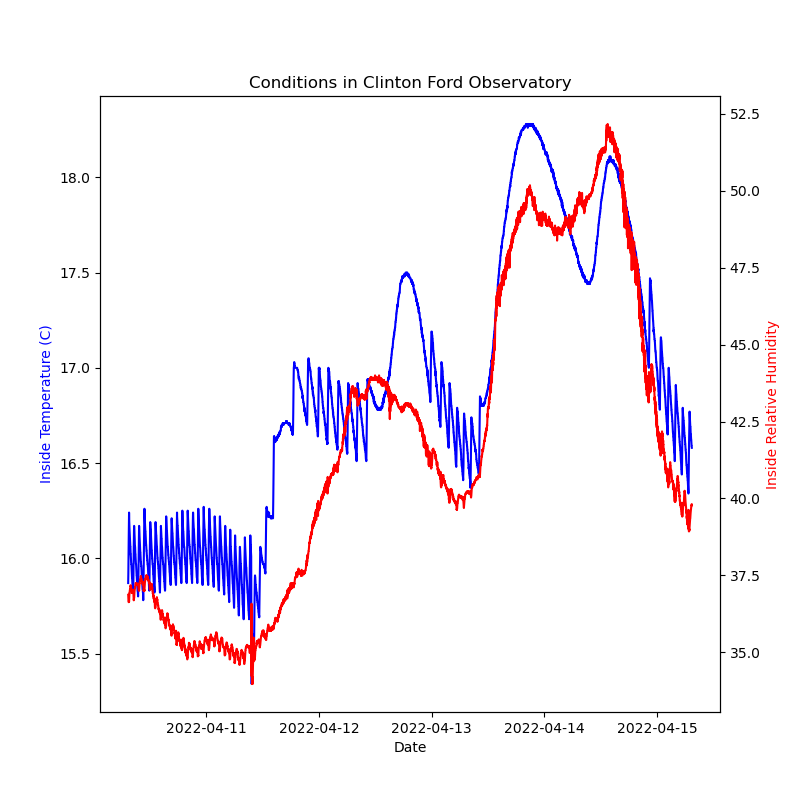 Conditions in Clinton Ford Observatory
Inside Temperature (C)
18.0
17.5
17.0
16.5
16.0
15.5
52.5
50.0
47.5
45.0
42.5
40.0
37.5
35.0
Inside Relative Humidity
2022-04-11 2022-04-12 2022-04-13 2022-04-14 2022-04-15
Date